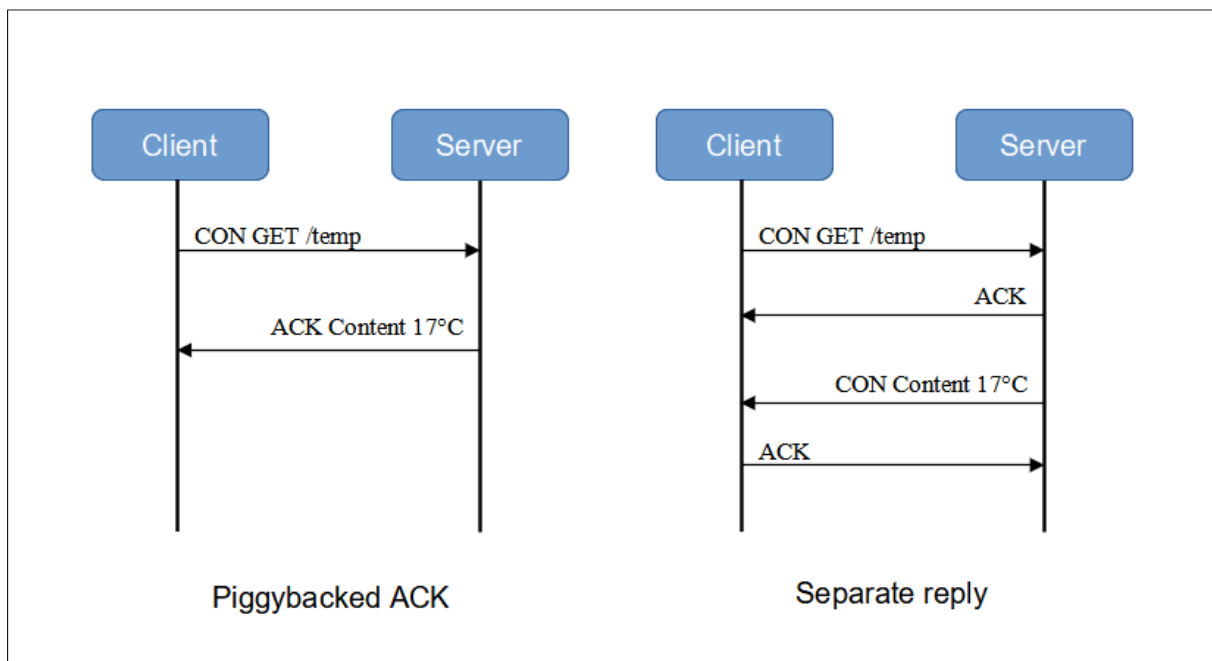 Client
Server
CON GET /temp
ACK Content 17°C
Piggybacked ACK
Client
Server
CON GET /temp
ACK
CON Content 17°C
ACK
Separate reply